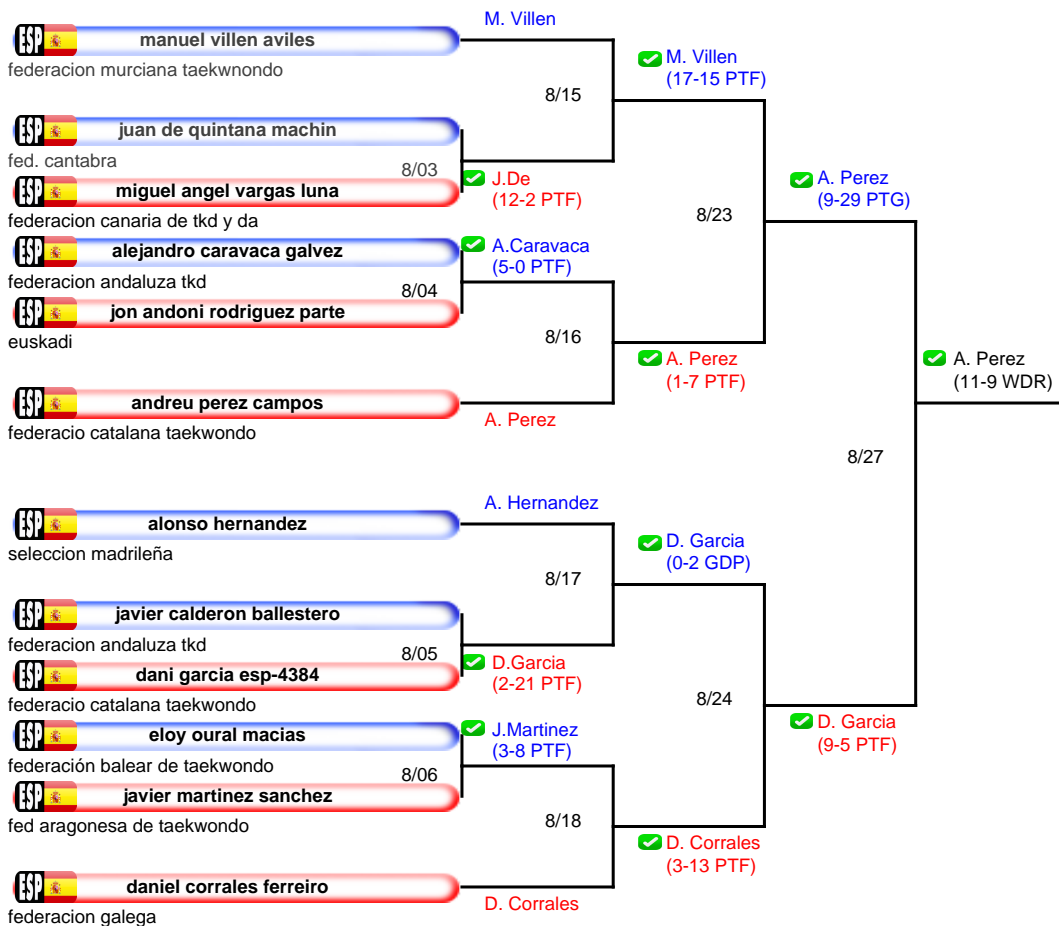 M. Villen
ESP manuel villen aviles
federacion murciana taekwnondo
M. Villen
(17-15 PTF)
8/15
ESP juan de quintana machin
fed. cantabra
8/03
J.De
(12-2 PTF)
ESP miguel angel vargas luna
federacion canaria de tkd y da
A. Perez
(9-29 PTG)
8/23
ESP alejandro caravaca galvez
A.Caravaca
(5-0 PTF)
federacion andaluza tkd
8/04
ESP jon andoni rodriguez parte
euskadi
8/16
A. Perez
(1-7 PTF)
A. Perez
(11-9 WDR)
ESP andreu perez campos
A. Perez
federacio catalana taekwondo
8/27
A. Hernandez
ESP alonso hernandez
seleccion madrileña
D. Garcia
(0-2 GDP)
8/17
ESP javier calderon ballestero
federacion andaluza tkd
8/05
D.Garcia
(2-21 PTF)
ESP dani garcia esp-4384
federacio catalana taekwondo
8/24
D. Garcia
(9-5 PTF)
ESP eloy oural macias
J.Martinez
(3-8 PTF)
federación balear de taekwondo
8/06
ESP javier martinez sanchez
fed aragonesa de taekwondo
8/18
D. Corrales
(3-13 PTF)
ESP daniel corrales ferreiro
D. Corrales
federacion galega